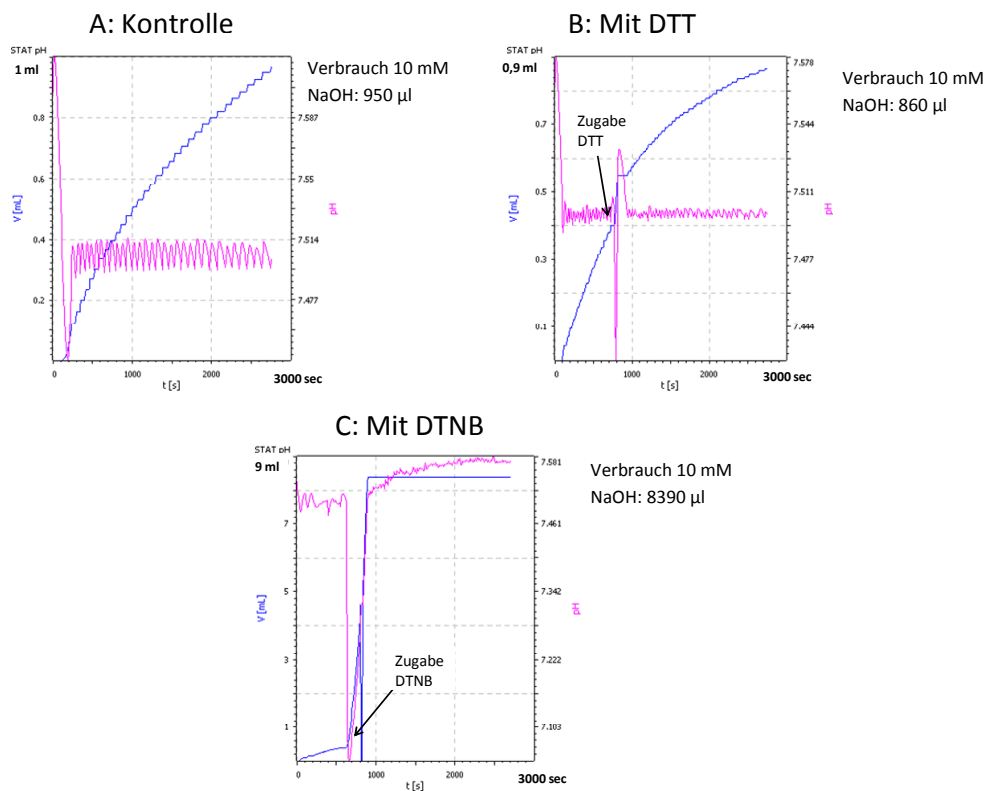 A: Kontrolle
STAT pH
1 ml
0.8
0.6
0.4
0.2
V [mL]
7.587
7.55
7.514
7.477
pH
0
1000
2000
3000 sec
t [s]
Verbrauch 10 mM
NaOH: 950 µl
B: Mit DTT
STAT pH
0,9 ml
0.7
0.5
0.3
0.1
V [mL]
Zugabe
DTT
7.578
7.544
7.511
7.477
7.444
pH
0
1000
2000
3000 sec
t [s]
Verbrauch 10 mM
NaOH: 860 µl
C: Mit DTNB
STAT pH
9 ml
7
5
3
1
V [mL]
Zugabe
DTNB
7.581
7.461
7.342
7.222
7.103
pH
0
1000
2000
3000 sec
t [s]
Verbrauch 10 mM
NaOH: 8390 µl